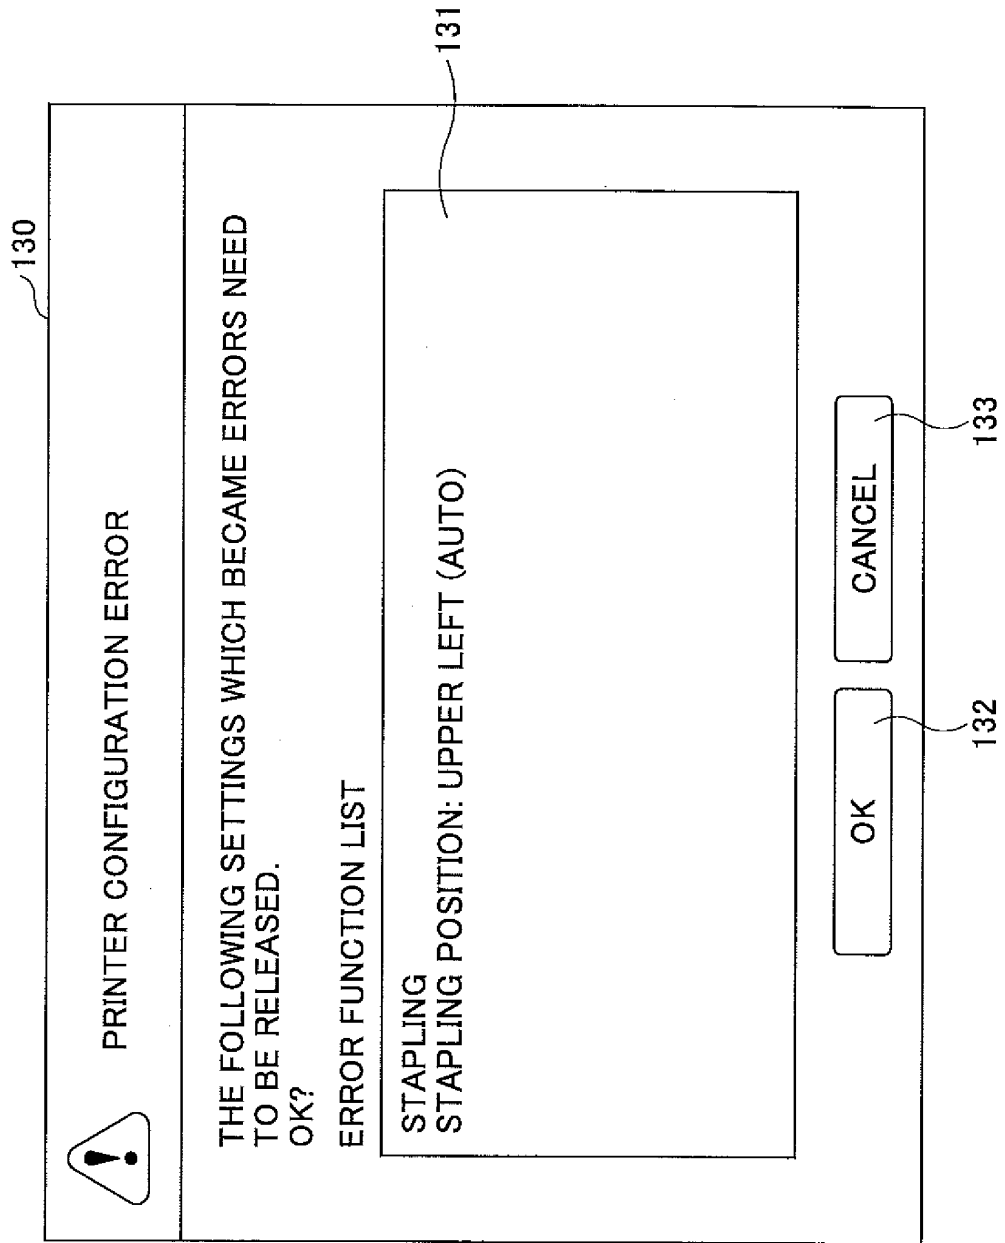 130
PRINTER CONFIGURATION ERROR
THE FOLLOWING SETTINGS WHICH BECAME ERRORS NEED
TO BE RELEASED.
OK?
ERROR FUNCTION LIST
131
STAPLING
STAPLING POSITION: UPPER LEFT (AUTO)
OK
CANCEL
132
133